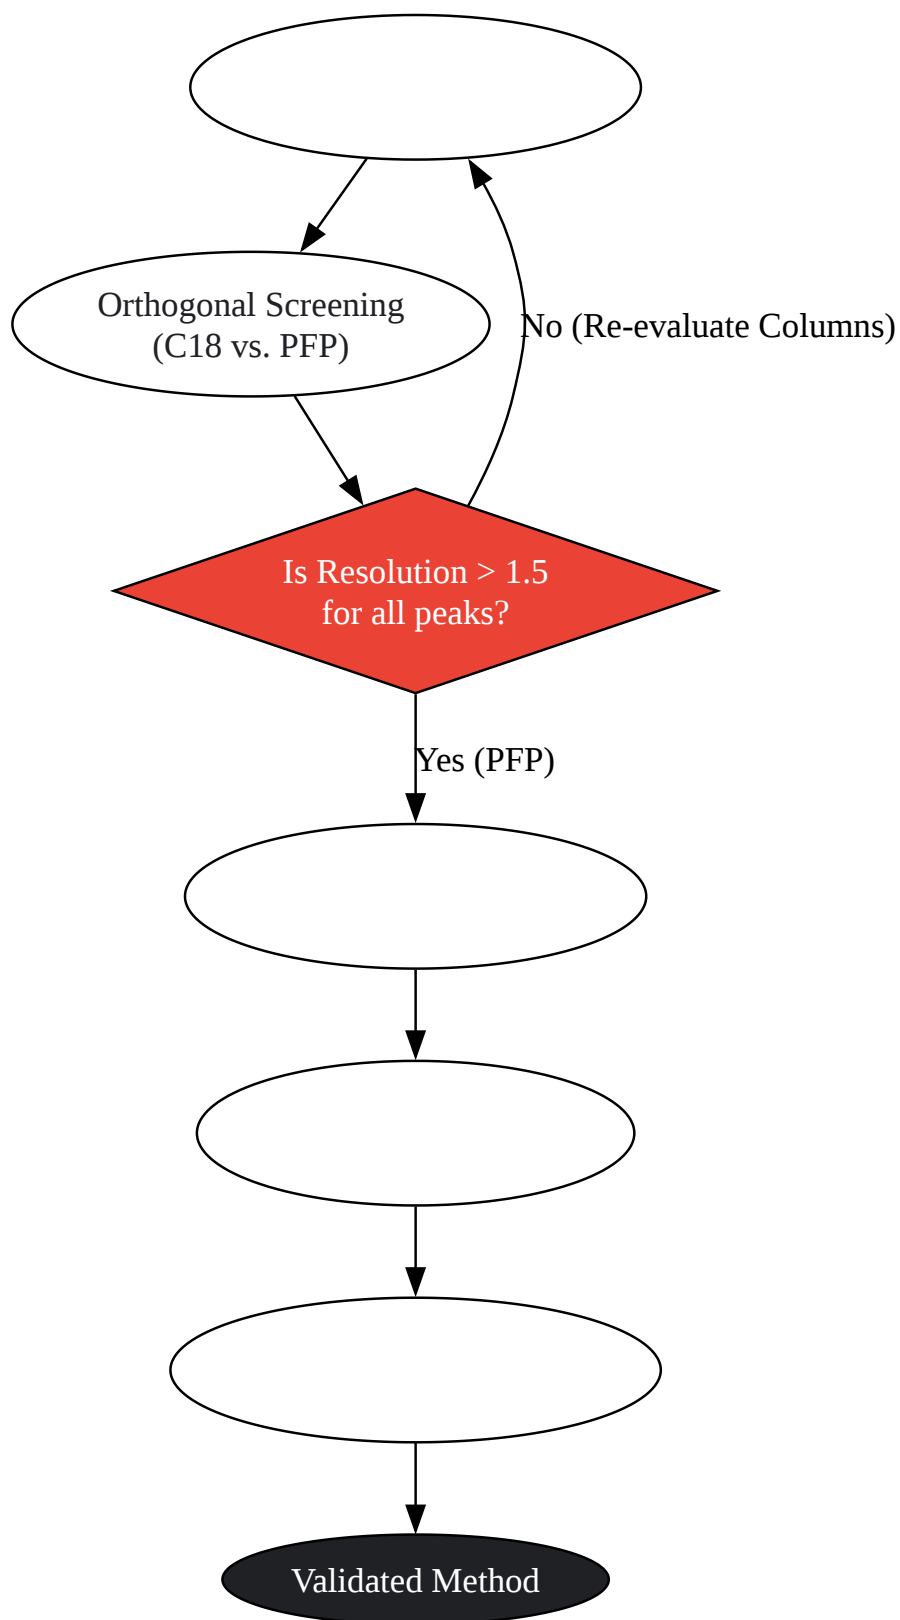 Orthogonal Screening
(C18 vs. PFP)
No (Re-evaluate Columns)
Is Resolution > 1.5
for all peaks?
Yes (PFP)
Validated Method